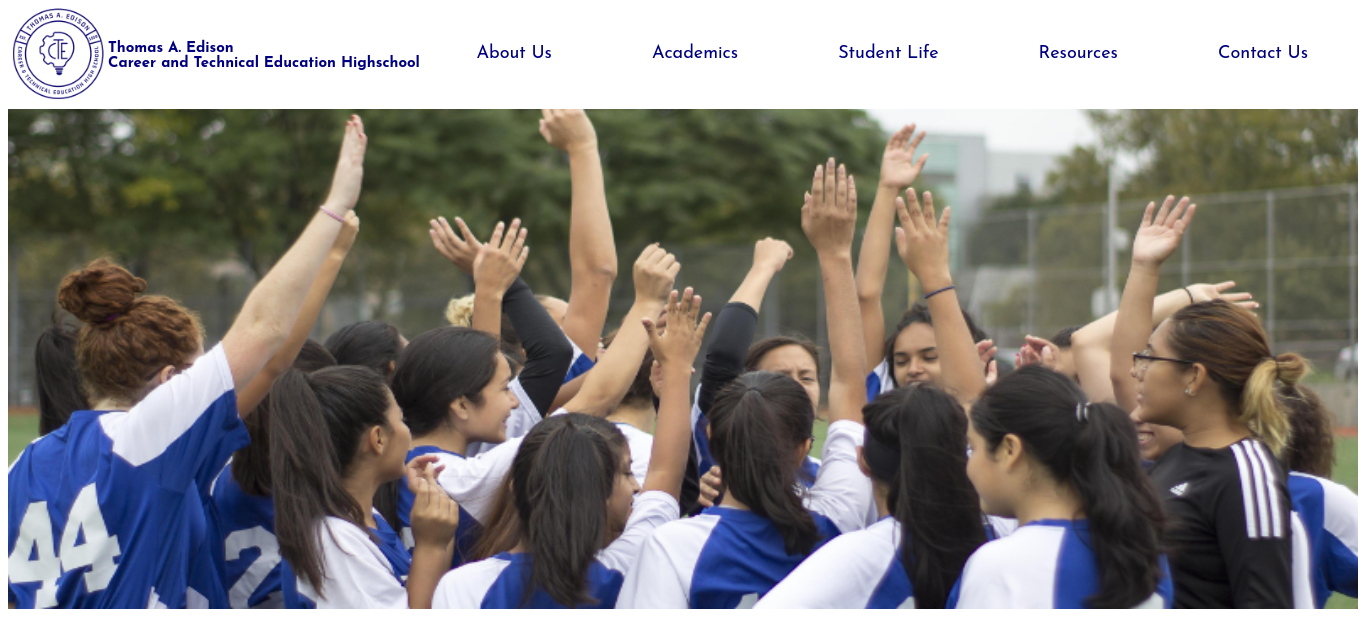 THOMAS A. EDISON
CTE
CAREER & TECHNICAL EDUCATION HIGH SCHOOL
Thomas A. Edison
Career and Technical Education Highschool
About Us
Academics
Student Life
Resources
Contact Us
44
2